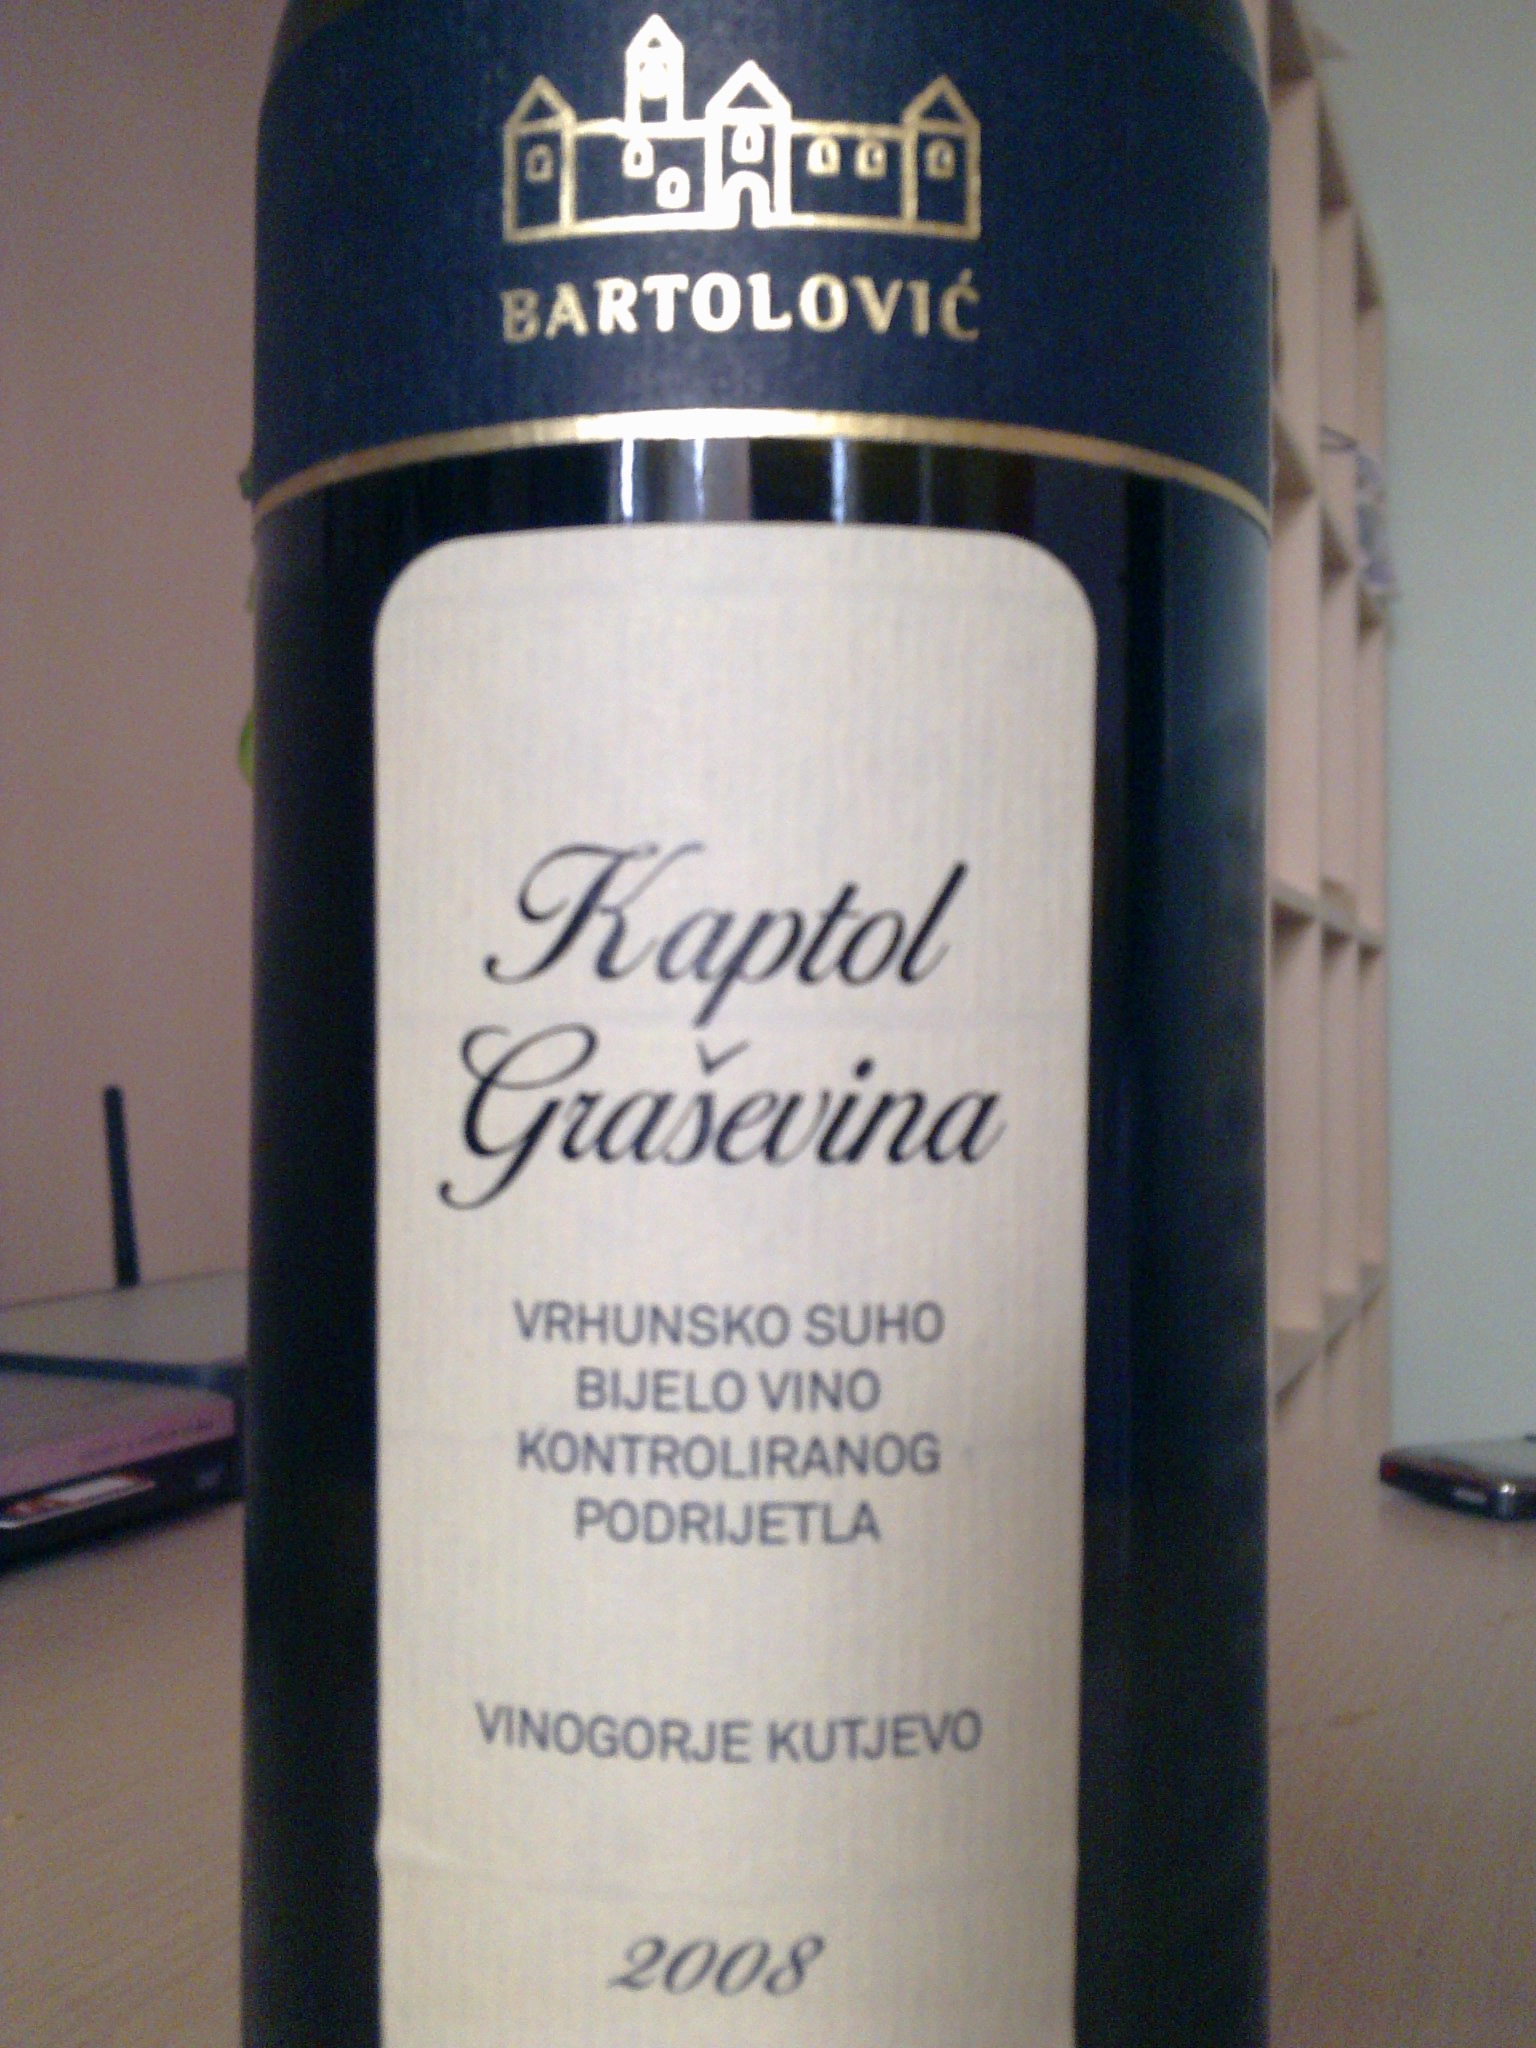 BARTOLOVIĆ
Kaptol
Graševina
VRHUNSKO SUHO
BIJELO VINO
KONTROLIRANOG
PODRIJETLA
VINOGORJE KUTJEVO
2008